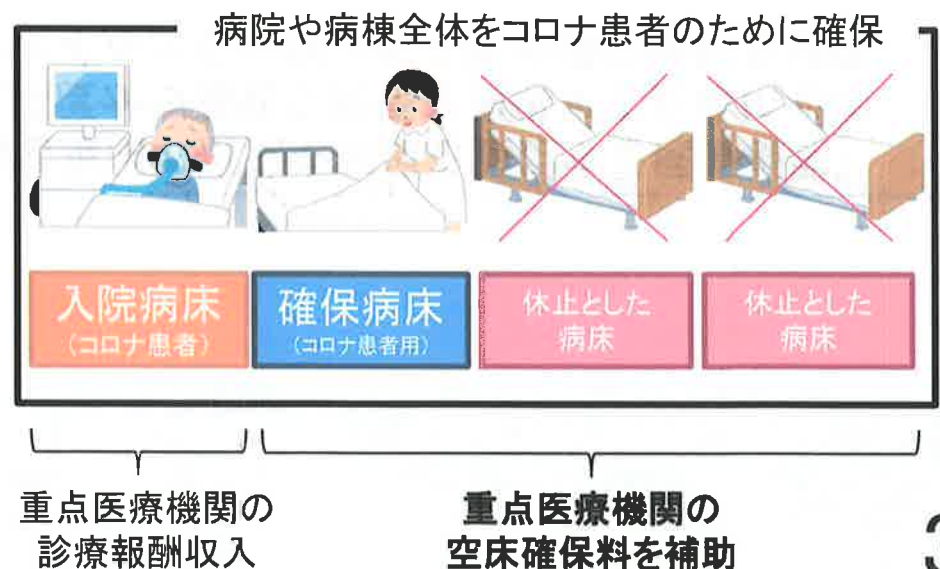 病院や病棟全体をコロナ患者のために確保
入院病床
(コロナ患者)
確保病床
(コロナ患者用)
休止とした
病床
休止とした
病床
重点医療機関の
診療報酬収入
重点医療機関の
空床確保料を補助